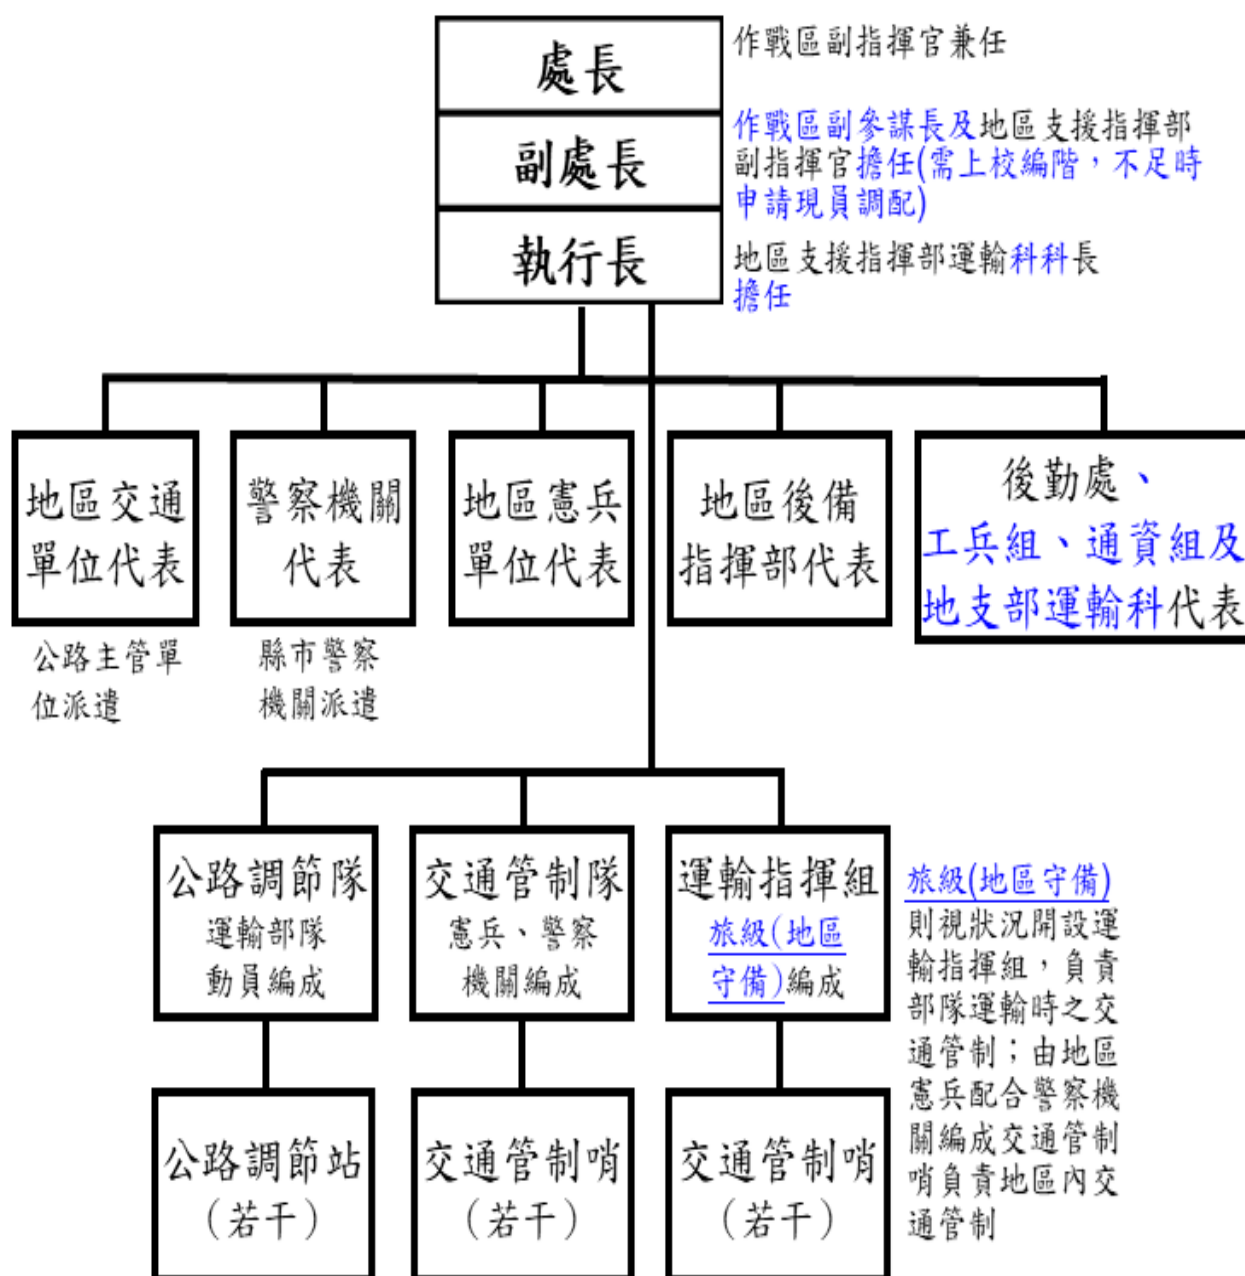 處長
作戰區副指揮官兼任
副處長
作戰區副參謀長及地區支援指揮部
副指揮官擔任(需上校編階，不足時
申請現員調配)
執行長
地區支援指揮部運輸科科長
擔任
地區交通
單位代表
公路主管單
位派遣
警察機關
代表
縣市警察
機關派遣
地區憲兵
單位代表
地區後備
指揮部代表
後勤處、
工兵組、通資組及
地支部運輸科代表
公路調節隊
運輸部隊
動員編成
交通管制隊
憲兵、警察
機關編成
運輸指揮組
旅級(地區
守備)編成
公路調節站
（若干）
交通管制哨
（若干）
交通管制哨
（若干）
旅級(地區守備)
則視狀況開設運
輸指揮組，負責
部隊運輸時之交
通管制；由地區
憲兵配合警察機
關編成交通管制
哨負責地區內交
通管制